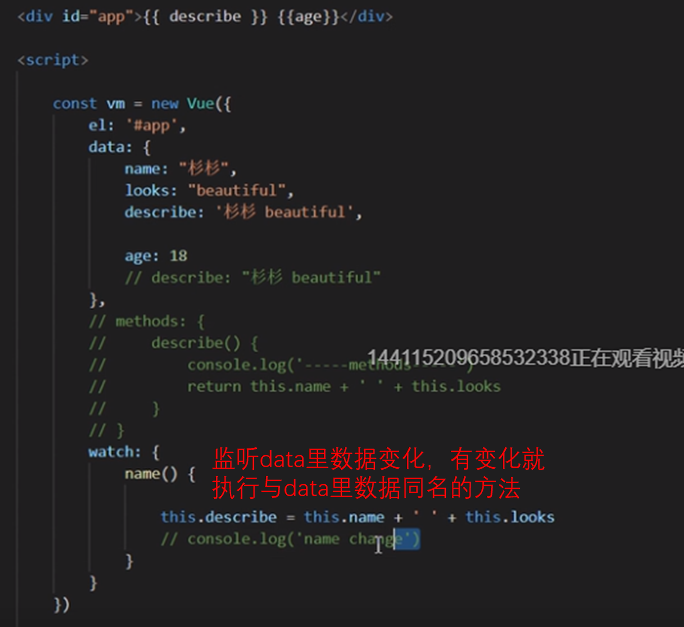 <div id="app">{{ describe }} {{age}}</div>
<script>
const vm = new Vue({
el: '#app',
data: {
name: "杉杉",
looks: "beautiful",
describe: '杉杉 beautiful',
age: 18
// describe: "杉杉 beautiful"
},
// methods: {
//     describe() {
//         console.log('-----methods-----')
144115209658532338正在观看视频
//         return this.name + ' ' + this.looks
//     }
// }
watch: {
监听data里数据变化，有变化就
name() {
执行与data里数据同名的方法
this.describe = this.name + ' ' + this.looks
// console.log('name change')
}
}
})